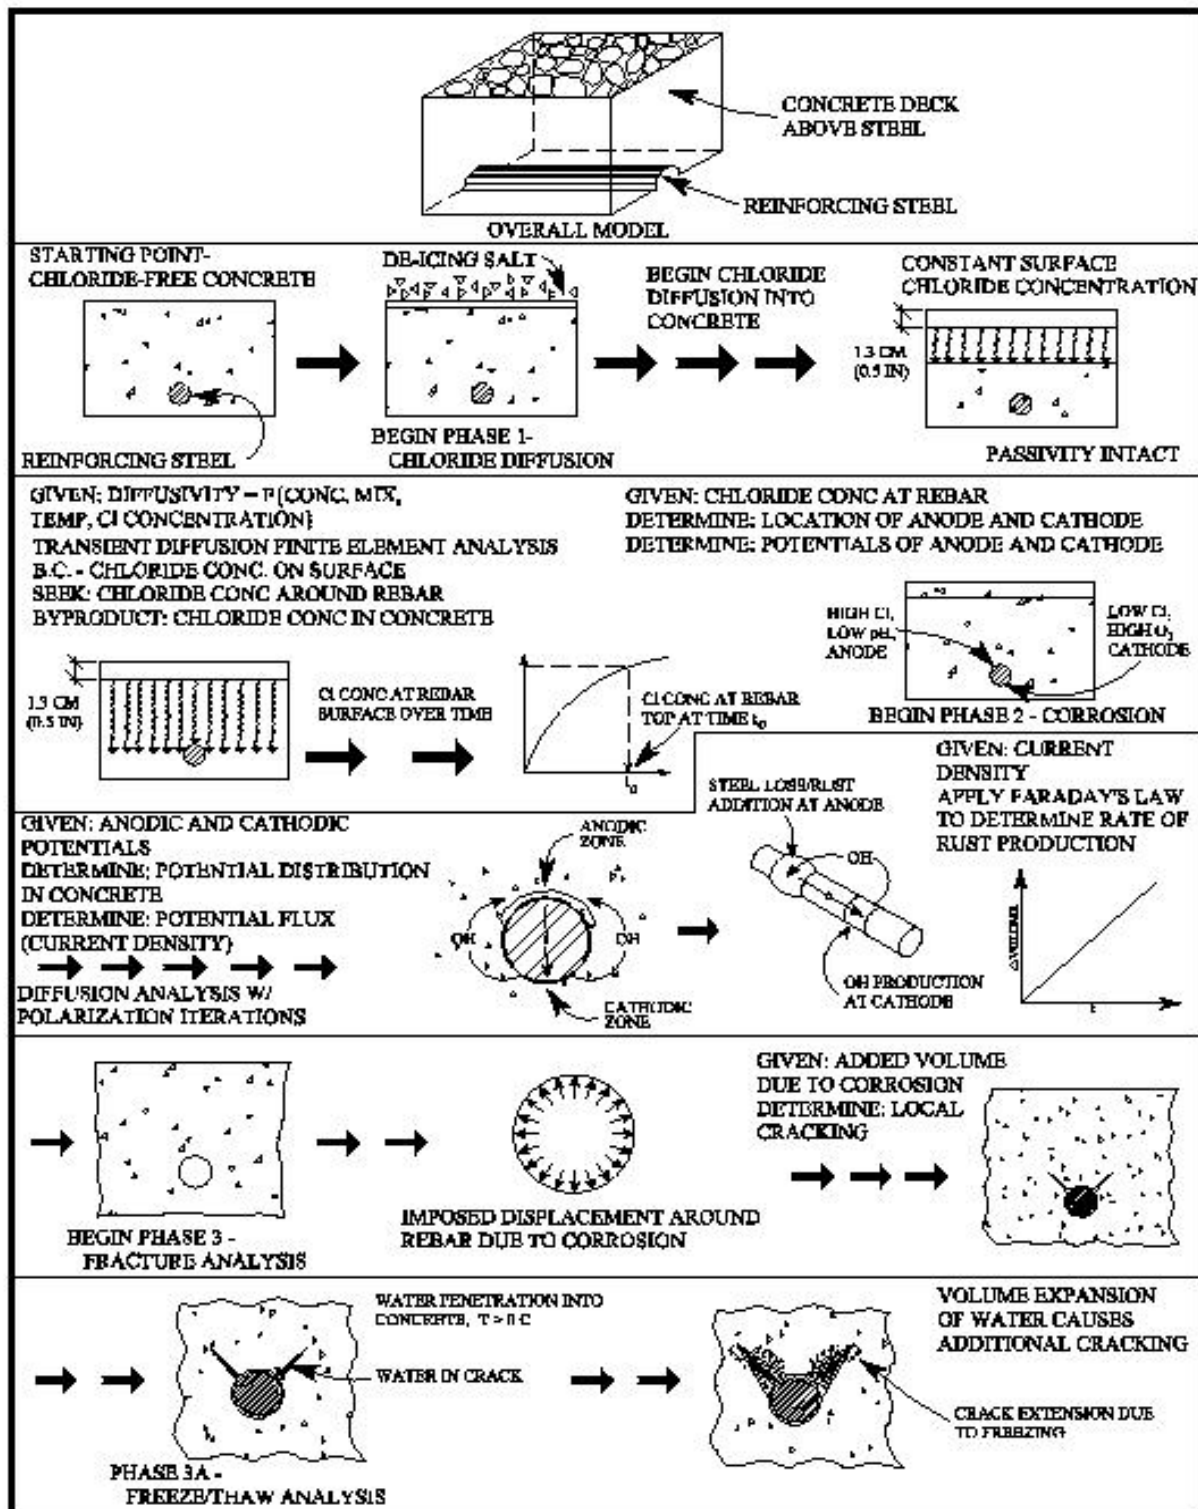 CONCRETE DECK
ABOVE STEEL
REINFORCING STEEL
OVERALL MODEL
STARTING POINT-
CHLORIDE-FREE CONCRETE
REINFORCING STEEL
DE-ICING SALT
BEGIN PHASE 1-
CHLORIDE DIFFUSION
BEGIN CHLORIDE
DIFFUSION INTO
CONCRETE
CONSTANT SURFACE
CHLORIDE CONCENTRATION
1.3 CM
(0.5 IN)
PASSIVITY INTACT
GIVEN: DIFFUSIVITY = F{CONC. MIX,
TEMP, Cl CONCENTRATION}
TRANSIENT DIFFUSION FINITE ELEMENT ANALYSIS
B.C. - CHLORIDE CONC. ON SURFACE
SEEK: CHLORIDE CONC AROUND REBAR
BYPRODUCT: CHLORIDE CONC IN CONCRETE
1.3 CM
(0.5 IN)
Cl CONC AT REBAR
SURFACE OVER TIME
Cl CONC AT REBAR
TOP AT TIME t₀
t₀
GIVEN: CHLORIDE CONC AT REBAR
DETERMINE: LOCATION OF ANODE AND CATHODE
DETERMINE: POTENTIALS OF ANODE AND CATHODE
HIGH Cl,
LOW pH,
ANODE
LOW Cl,
HIGH O₂
CATHODE
BEGIN PHASE 2 - CORROSION
GIVEN: ANODIC AND CATHODIC
POTENTIALS
DETERMINE: POTENTIAL DISTRIBUTION
IN CONCRETE
DETERMINE: POTENTIAL FLUX
(CURRENT DENSITY)
DIFFUSION ANALYSIS W/
POLARIZATION ITERATIONS
ANODIC
ZONE
OH
OH
CATHODIC
ZONE
STEEL LOSS/RUST
ADDITION AT ANODE
OH
OH PRODUCTION
AT CATHODE
GIVEN: CURRENT
DENSITY
APPLY FARADAY'S LAW
TO DETERMINE RATE OF
RUST PRODUCTION
Δ VOLUME
t
BEGIN PHASE 3 -
FRACTURE ANALYSIS
IMPOSED DISPLACEMENT AROUND
REBAR DUE TO CORROSION
GIVEN: ADDED VOLUME
DUE TO CORROSION
DETERMINE: LOCAL
CRACKING
WATER PENETRATION INTO
CONCRETE, T > 0 C
WATER IN CRACK
PHASE 3A -
FREEZE/THAW ANALYSIS
VOLUME EXPANSION
OF WATER CAUSES
ADDITIONAL CRACKING
CRACK EXTENSION DUE
TO FREEZING